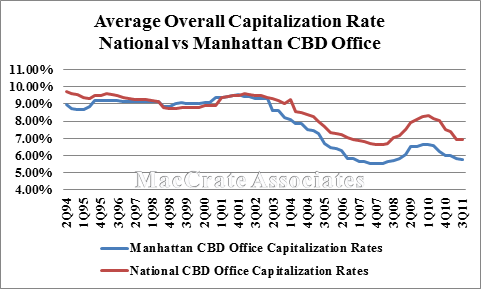 Average Overall Capitalization Rate
National vs Manhattan CBD Office
11.00%
10.00%
9.00%
8.00%
7.00%
6.00%
5.00%
4.00%
MacCrate Associates
2Q94
1Q95
4Q95
3Q96
2Q97
1Q98
4Q98
3Q99
2Q00
1Q01
4Q01
3Q02
2Q03
1Q04
4Q04
3Q05
2Q06
1Q07
4Q07
3Q08
2Q09
1Q10
4Q10
3Q11
Manhattan CBD Office Capitalization Rates
National CBD Office Capitalization Rates